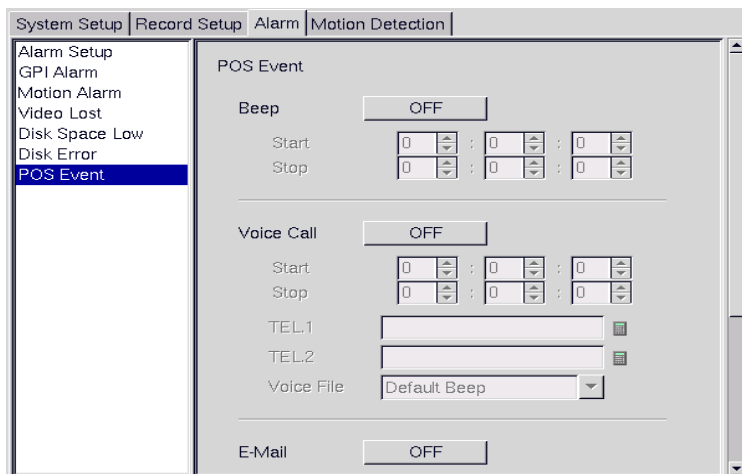 System Setup Record Setup Alarm Motion Detection
Alarm Setup
GPI Alarm
Motion Alarm
Video Lost
Disk Space Low
Disk Error
POS Event
POS Event
Beep OFF
Start 0 : 0 : 0
Stop 0 : 0 : 0
Voice Call OFF
Start 0 : 0 : 0
Stop 0 : 0 : 0
TEL.1
TEL.2
Voice File Default Beep
E-Mail OFF